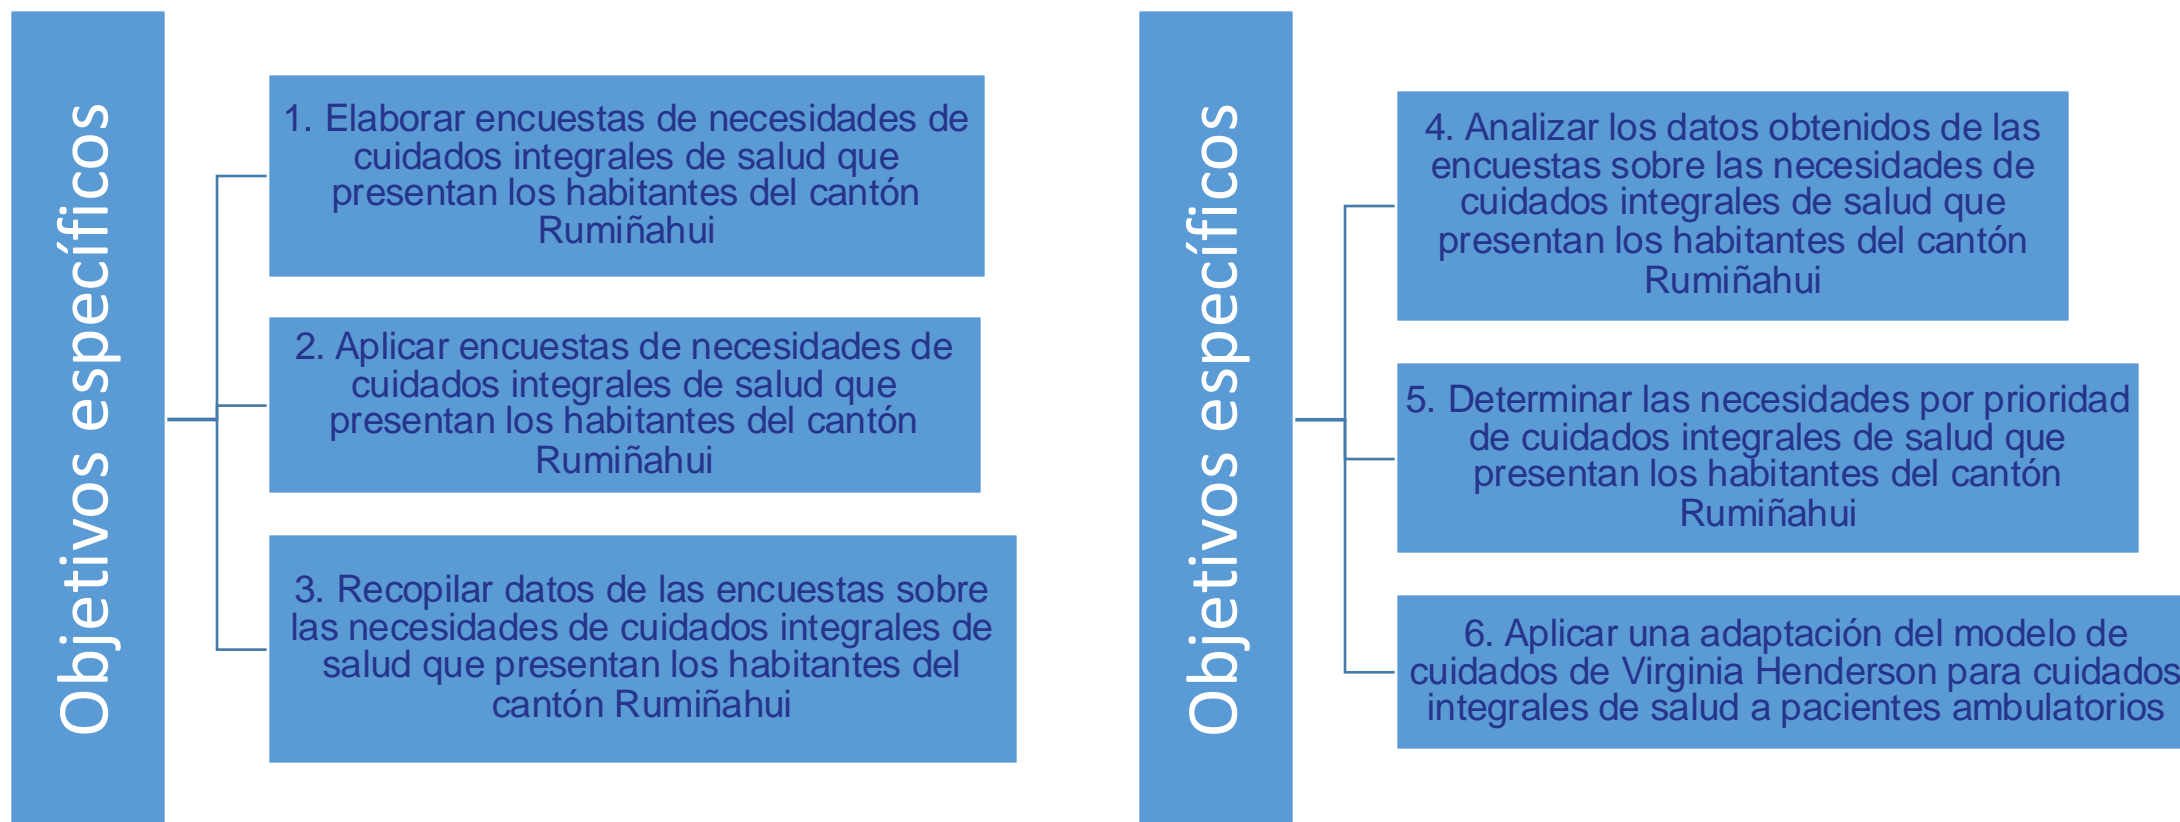 Objetivos específicos
1. Elaborar encuestas de necesidades de
cuidados integrales de salud que
presentan los habitantes del cantón
Rumiñahui
2. Aplicar encuestas de necesidades de
cuidados integrales de salud que
presentan los habitantes del cantón
Rumiñahui
3. Recopilar datos de las encuestas sobre
las necesidades de cuidados integrales de
salud que presentan los habitantes del
cantón Rumiñahui
Objetivos específicos
4. Analizar los datos obtenidos de las
encuestas sobre las necesidades de
cuidados integrales de salud que
presentan los habitantes del cantón
Rumiñahui
5. Determinar las necesidades por prioridad
de cuidados integrales de salud que
presentan los habitantes del cantón
Rumiñahui
6. Aplicar una adaptación del modelo de
cuidados de Virginia Henderson para cuidados
integrales de salud a pacientes ambulatorios